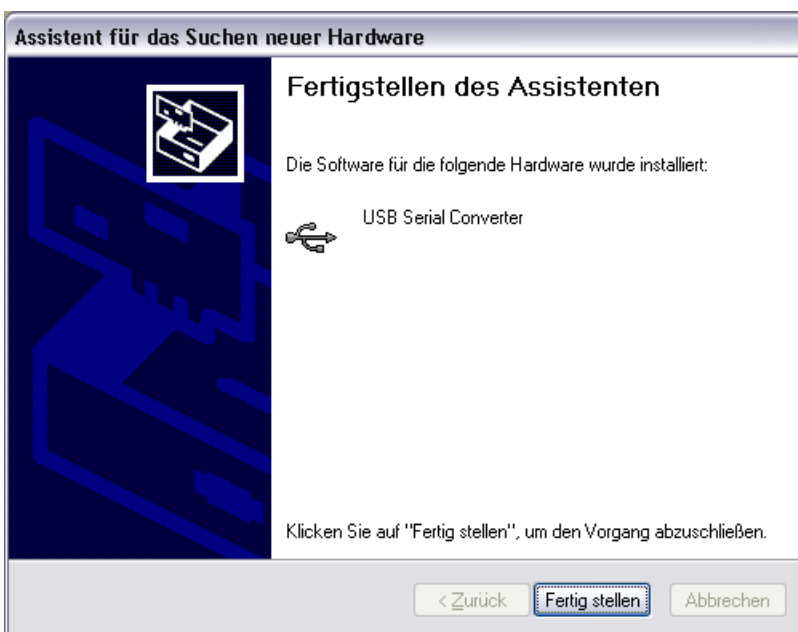 Assistent für das Suchen neuer Hardware
Fertigstellen des Assistenten
Die Software für die folgende Hardware wurde installiert:
USB Serial Converter
Klicken Sie auf "Fertig stellen", um den Vorgang abzuschließen.
< Zurück
Fertig stellen
Abbrechen